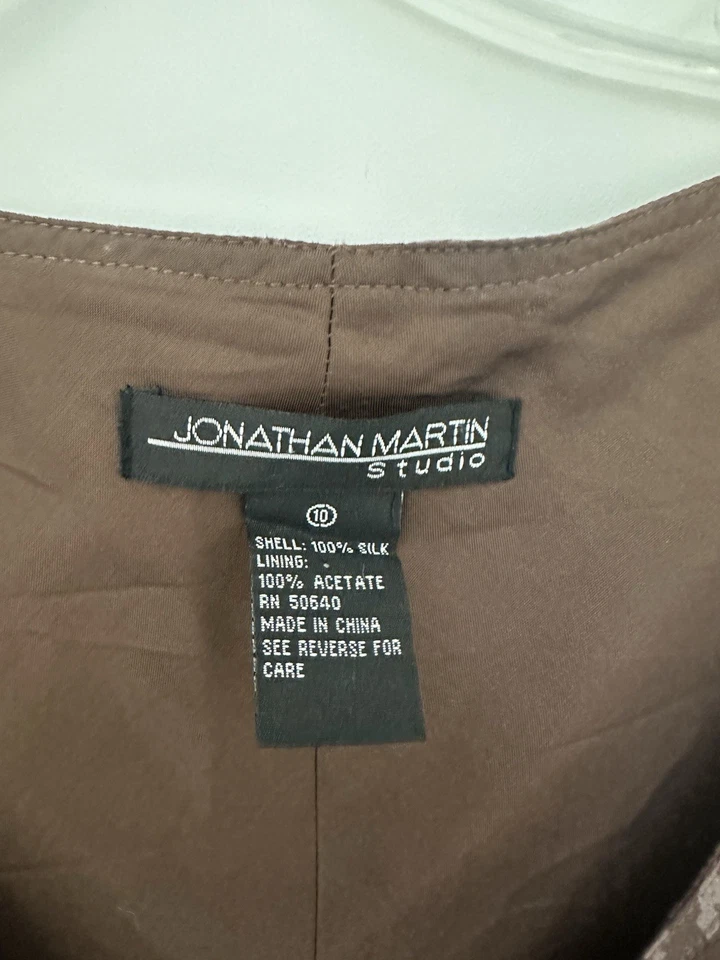 JONATHAN MARTIN
Studio
10
SHELL: 100% SILK
LINING:
100% ACETATE
RN 50640
MADE IN CHINA
SEE REVERSE FOR
CARE